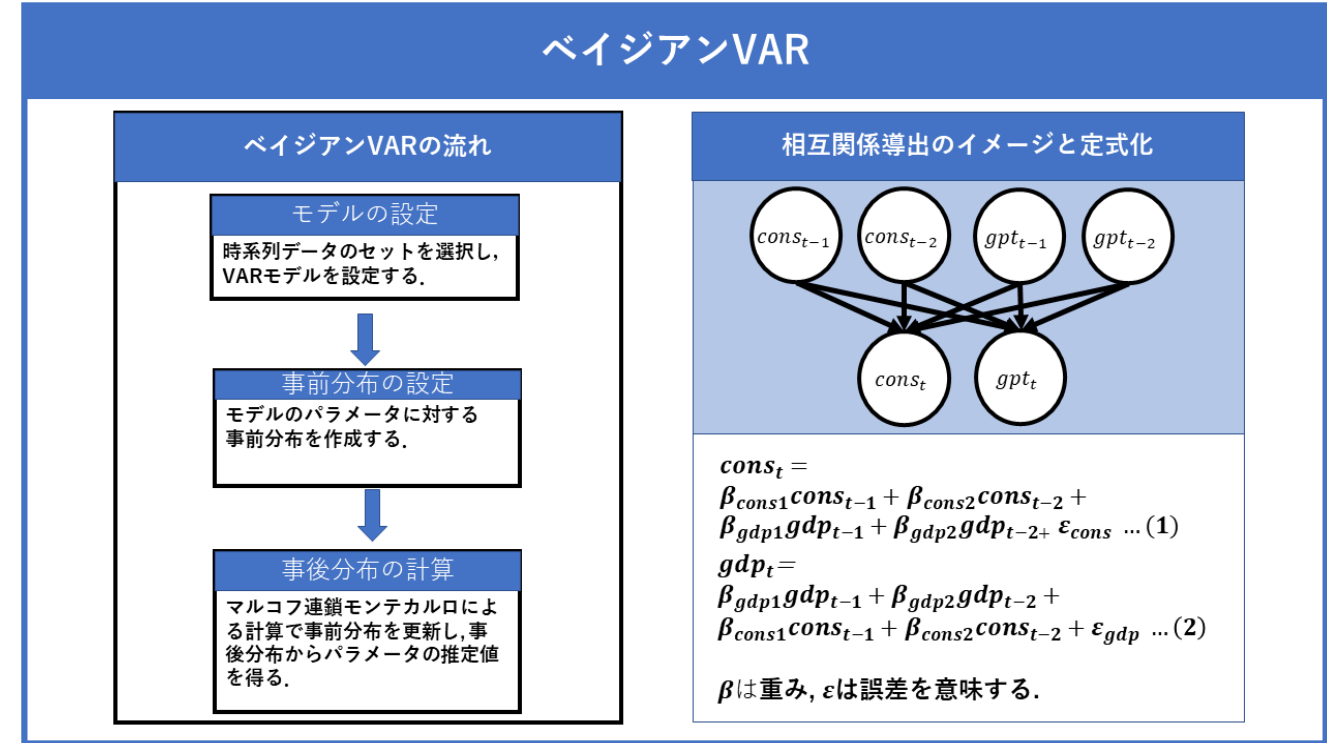 ベイジアンVAR
ベイジアンVARの流れ
モデルの設定
時系列データのセットを選択し,
VARモデルを設定する.
事前分布の設定
モデルのパラメータに対する
事前分布を作成する.
事後分布の計算
マルコフ連鎖モンテカルロによ
る計算で事前分布を更新し,事
後分布からパラメータの推定値
を得る.
相互関係導出のイメージと定式化
cons_{t−1} cons_{t−2} gpt_{t−1} gpt_{t−2}
cons_t gpt_t
cons_t =
β_{cons1}cons_{t−1} + β_{cons2}cons_{t−2} +
β_{gdp1}gdp_{t−1} + β_{gdp2}gdp_{t−2+} ε_{cons} …(1)
gdp_t=
β_{gdp1}gdp_{t−1} + β_{gdp2}gdp_{t−2} +
β_{cons1}cons_{t−1} + β_{cons2}cons_{t−2} + ε_{gdp} …(2)
βは重み, εは誤差を意味する.